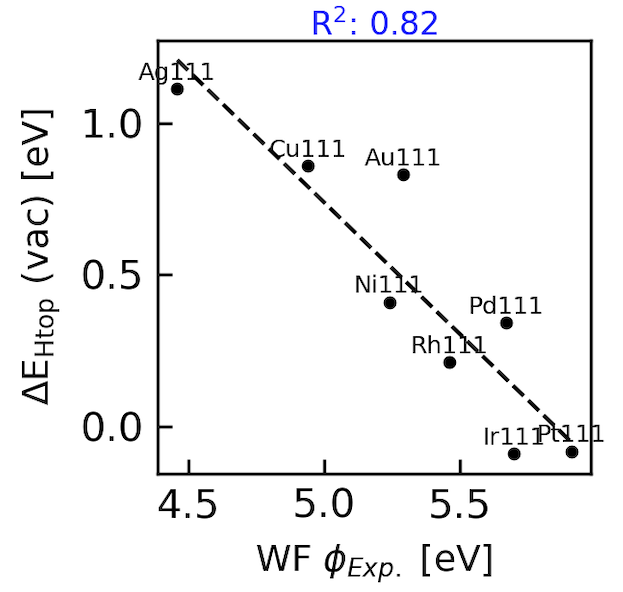 R²: 0.82
ΔE_Htop (vac) [eV]
1.0
0.5
0.0
Ag111
Cu111
Au111
Ni111
Pd111
Rh111
Ir111
Pt111
4.5 5.0 5.5
WF ϕ_Exp. [eV]